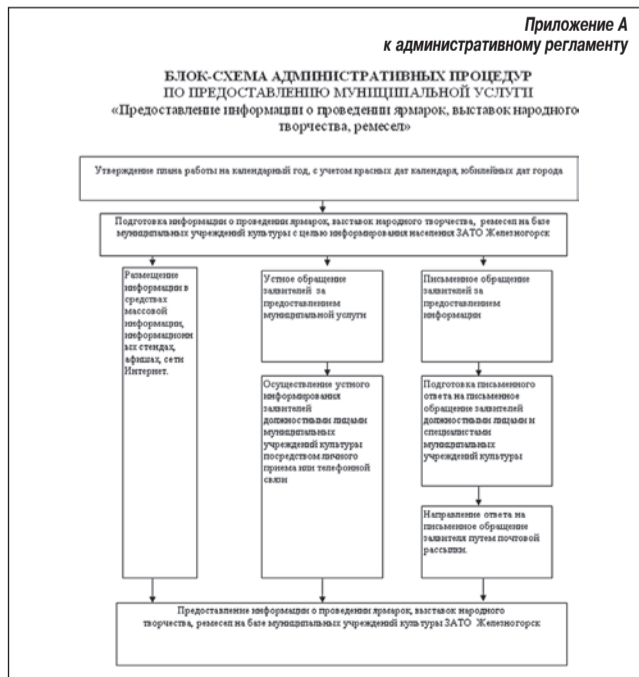 Приложение А
к административному регламенту
БЛОК-СХЕМА АДМИНИСТРАТИВНЫХ ПРОЦЕДУР
ПО ПРЕДОСТАВЛЕНИЮ МУНИЦИПАЛЬНОЙ УСЛУГИ
«Предоставление информации о проведении ярмарок, выставок народного
творчества, ремесел»
Утверждение плана работы на календарный год, с учетом красных дат календаря, юбилейных дат города
Подготовка информации о проведении ярмарок, выставок народного творчества, ремесел на базе
муниципальных учреждений культуры с целью информирования населения ЗАТО Железногорск
Размещение
информации в
средствах
массовой
информации,
информационн
ых стендах,
афишах, сети
Интернет.
Устное обращение
заявителей за
предоставлением
муниципальной услуги
Осуществление устного
информирования
заявителей
должностными лицами
муниципальных
учреждений культуры
посредством личного
приема или телефонной
связи
Письменное обращение
заявителей за
предоставлением
информации
Подготовка письменного
ответа на письменное
обращение заявителей
должностными лицами и
специалистами
муниципальных
учреждений культуры
Направление ответа на
письменное обращение
заявителя путем почтовой
рассылки.
Предоставление информации о проведении ярмарок, выставок народного
творчества, ремесел на базе муниципальных учреждений культуры ЗАТО Железногорск